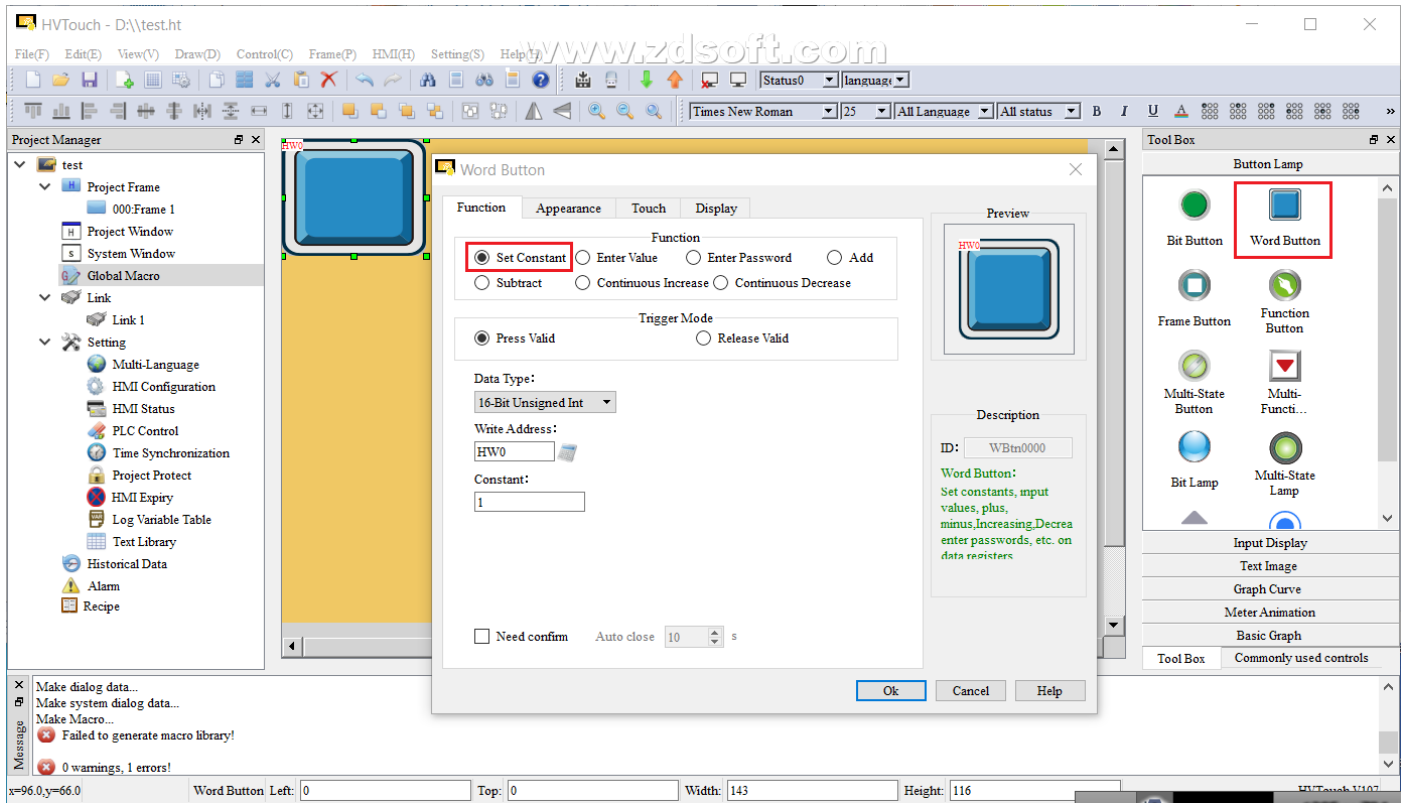 HVTouch - D:\\test.ht
File(F) Edit(E) View(V) Draw(D) Control(C) Frame(P) HMI(H) Setting(S) Help(H)
www.zdsoft.com
Status0 language
Times New Roman 25 All Language All status B I U A »
Project Manager
test
Project Frame
000:Frame 1
Project Window
System Window
Global Macro
Link
Link 1
Setting
Multi-Language
HMI Configuration
HMI Status
PLC Control
Time Synchronization
Project Protect
HMI Expiry
Log Variable Table
Text Library
Historical Data
Alarm
Recipe
HW0
Word Button
Function Appearance Touch Display
Function
Set Constant Enter Value Enter Password Add
Subtract Continuous Increase Continuous Decrease
Trigger Mode
Press Valid Release Valid
Data Type:
16-Bit Unsigned Int
Write Address:
HW0
Constant:
1
Need confirm Auto close 10 s
Preview
HW0
Description
ID: WBtn0000
Word Button:
Set constants, input
values, plus,
minus,Increasing,Decrea
enter passwords, etc. on
data registers
Ok Cancel Help
Tool Box
Button Lamp
Bit Button Word Button
Frame Button Function
Button
Multi-State
Button
Multi-
Functi...
Bit Lamp Multi-State
Lamp
Input Display
Text Image
Graph Curve
Meter Animation
Basic Graph
Tool Box Commonly used controls
Message
Make dialog data...
Make system dialog data...
Make Macro...
Failed to generate macro library!
0 warnings, 1 errors!
x=96.0,y=66.0 Word Button Left: 0 Top: 0 Width: 143 Height: 116